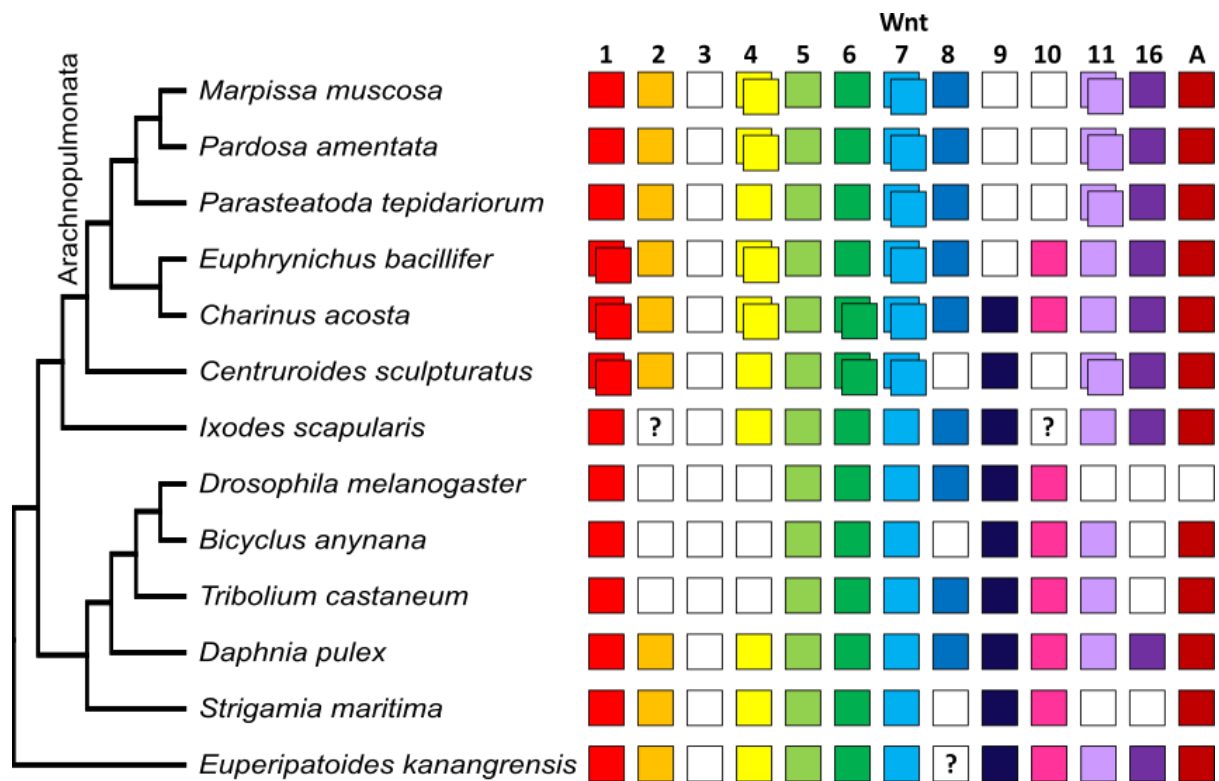 Wnt
1 2 3 4 5 6 7 8 9 10 11 16 A
Arachnopulmonata
Marpissa muscosa
Pardosa amentata
Parasteatoda tepidariorum
Euphrynichus bacillifer
Charinus acosta
Centruroides sculpturatus
Ixodes scapularis ? ?
Drosophila melanogaster
Bicyclus anynana
Tribolium castaneum
Daphnia pulex
Strigamia maritima
Euperipatoides kanangrensis ?